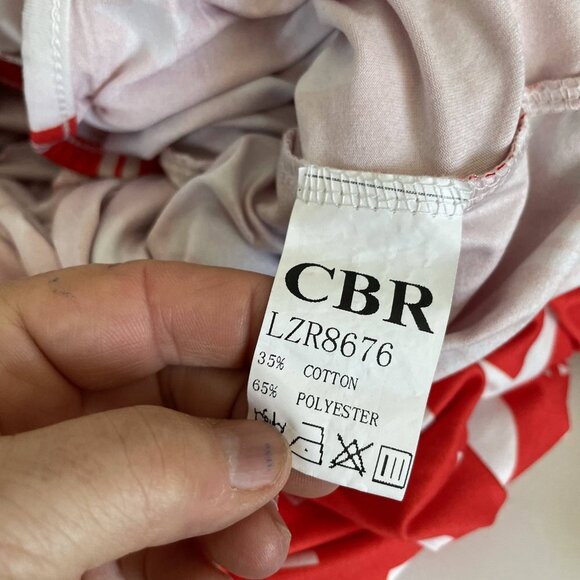 CBR
LZR8676
35% COTTON
65% POLYESTER